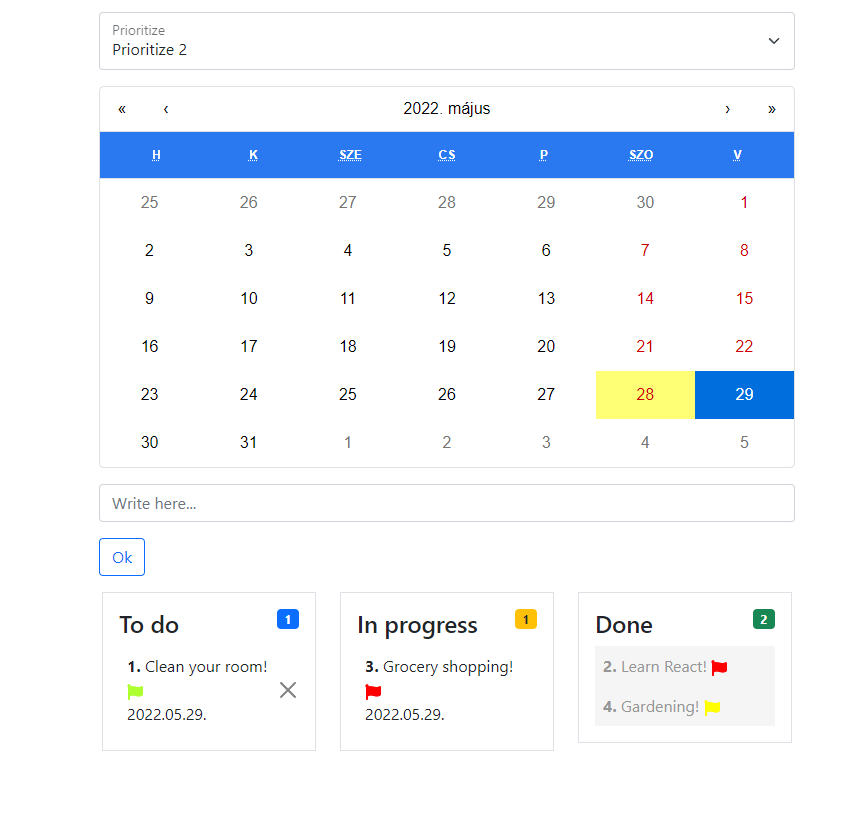 Prioritize
Prioritize 2
« ‹ 2022. május › »
H K SZE CS P SZO V
25 26 27 28 29 30 1
2 3 4 5 6 7 8
9 10 11 12 13 14 15
16 17 18 19 20 21 22
23 24 25 26 27 28 29
30 31 1 2 3 4 5
Write here...
Ok
To do 1
1. Clean your room!
2022.05.29.
In progress 1
3. Grocery shopping!
2022.05.29.
Done 2
2. Learn React!
4. Gardening!